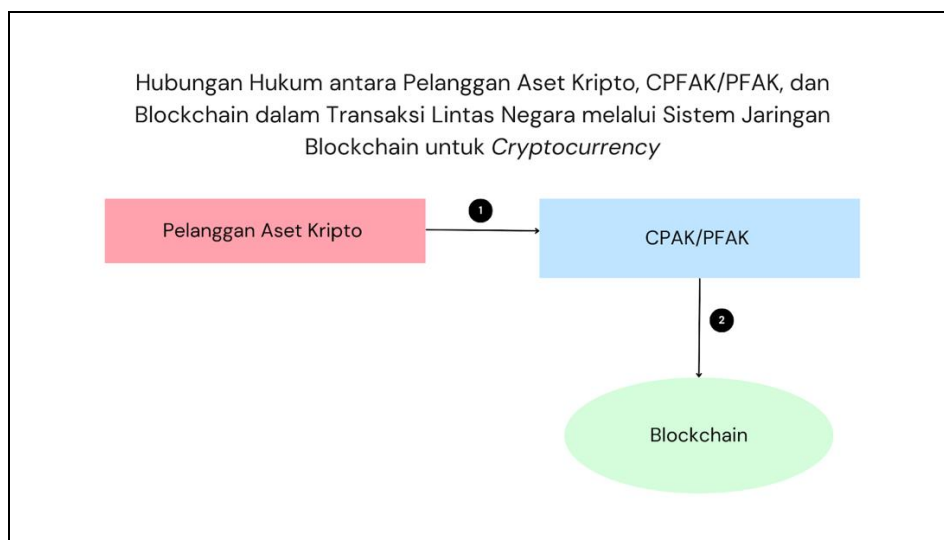 Hubungan Hukum antara Pelanggan Aset Kripto, CPFAK/PFAK, dan
Blockchain dalam Transaksi Lintas Negara melalui Sistem Jaringan
Blockchain untuk Cryptocurrency
Pelanggan Aset Kripto
1
CPAK/PFAK
2
Blockchain